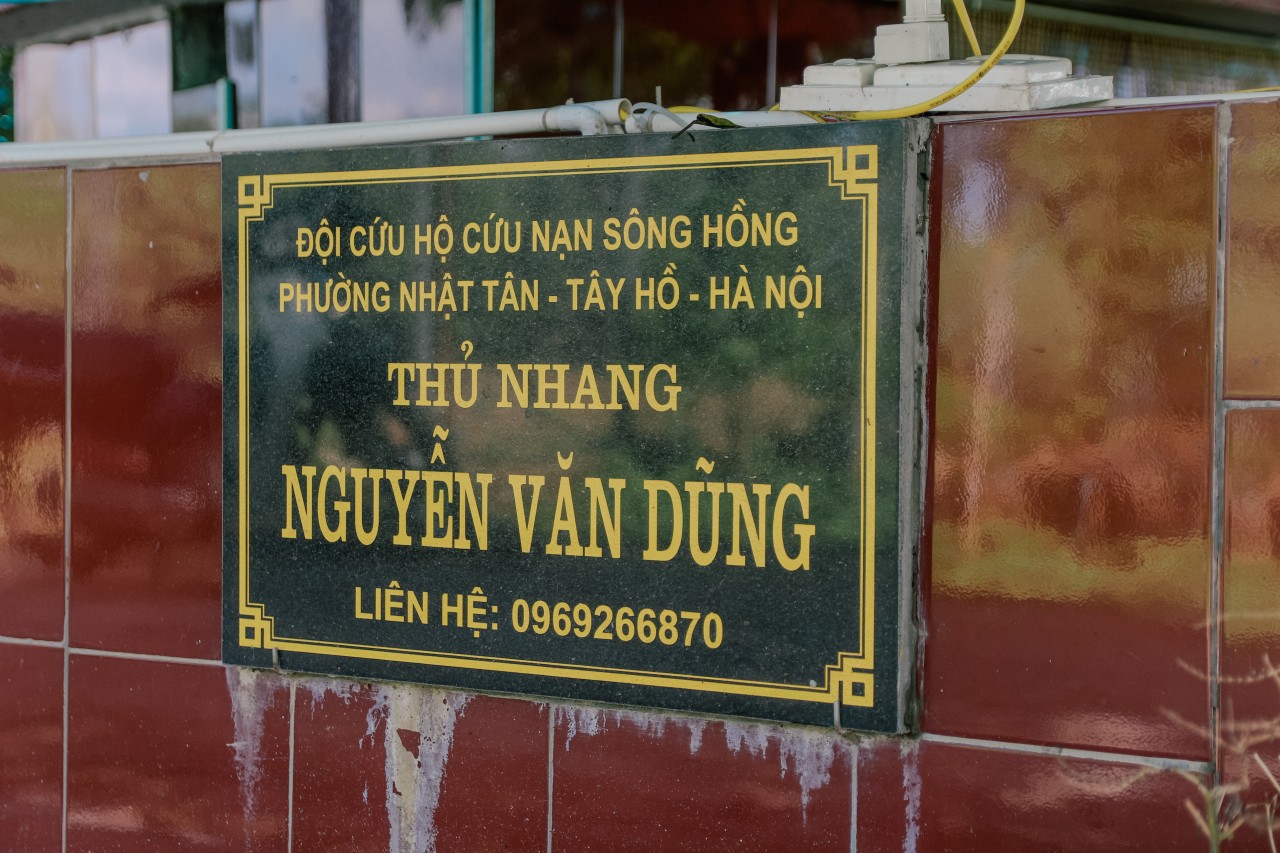 ĐỘI CỨU HỘ CỨU NẠN SÔNG HỒNG
PHƯỜNG NHẬT TÂN - TÂY HỒ - HÀ NỘI
THỦ NHANG
NGUYỄN VĂN DŨNG
LIÊN HỆ: 0969266870